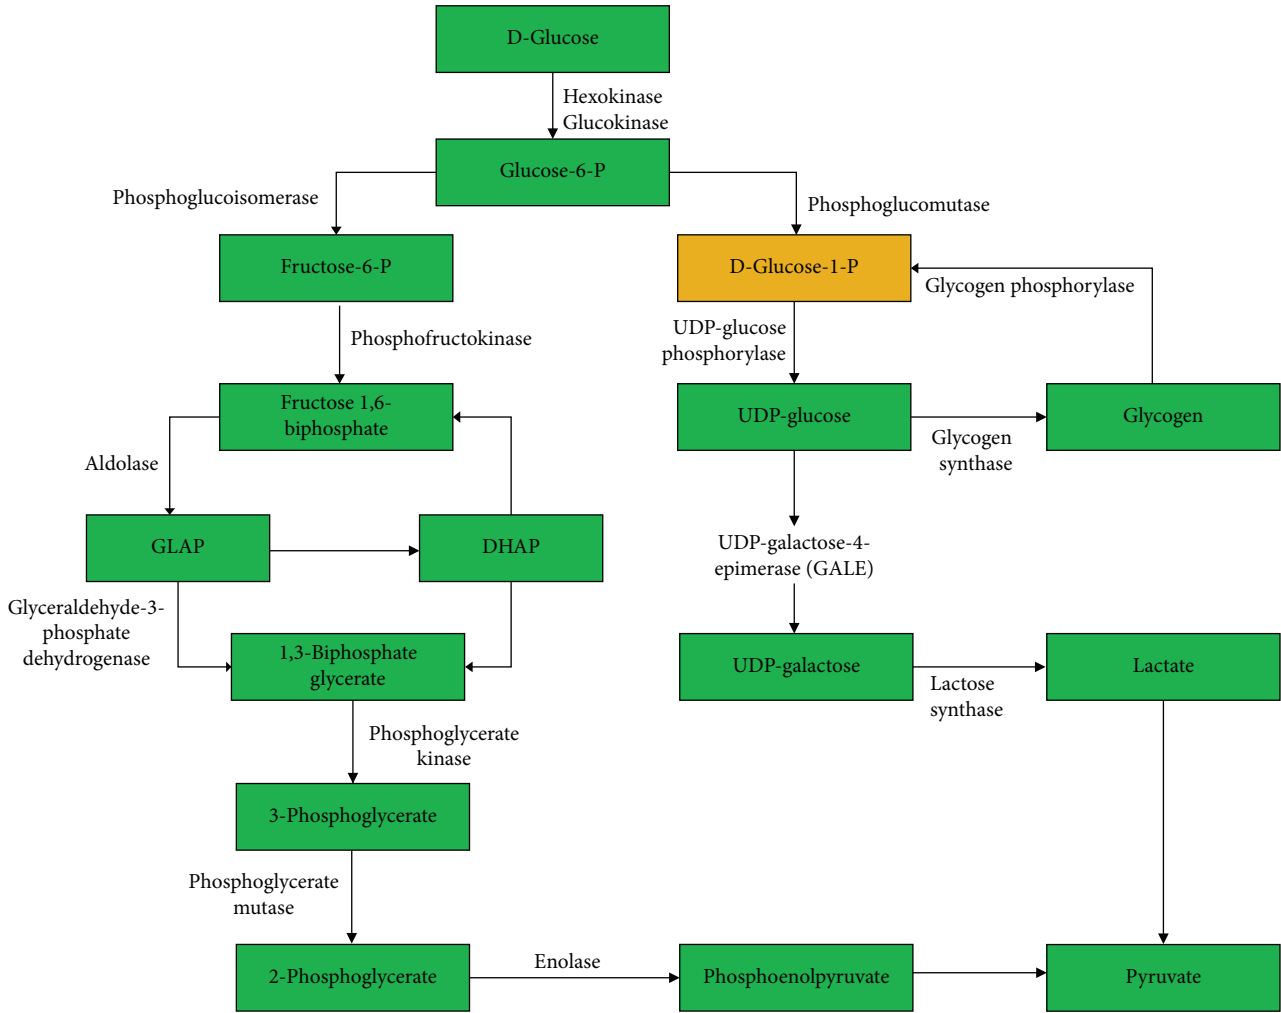 D-Glucose
Hexokinase
Glucokinase
Glucose-6-P
Phosphoglucoisomerase
Phosphoglucomutase
Fructose-6-P
D-Glucose-1-P
Glycogen phosphorylase
Phosphofructokinase
UDP-glucose
phosphorylase
Fructose 1,6-
biphosphate
UDP-glucose
Glycogen
Glycogen
synthase
Aldolase
GLAP
DHAP
UDP-galactose-4-
epimerase (GALE)
Glyceraldehyde-3-
phosphate
dehydrogenase
1,3-Biphosphate
glycerate
UDP-galactose
Lactate
Lactose
synthase
Phosphoglycerate
kinase
3-Phosphoglycerate
Phosphoglycerate
mutase
2-Phosphoglycerate
Enolase
Phosphoenolpyruvate
Pyruvate